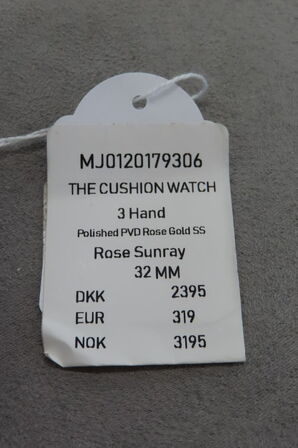 MJ0120179306
THE CUSHION WATCH
3 Hand
Polished PVD Rose Gold SS
Rose Sunray
32 MM
DKK 2395
EUR 319
NOK 3195